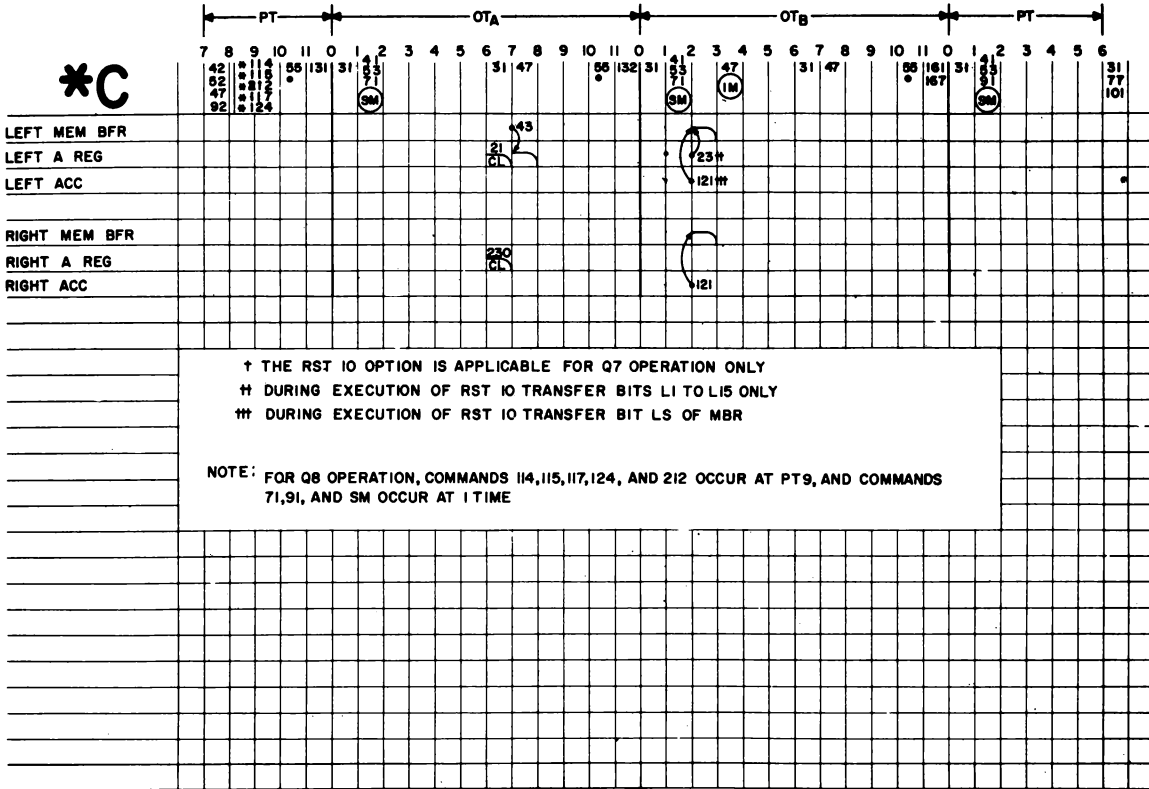 PT OTA OTB PT
7 8 9 10 11 0 1 2 3 4 5 6 7 8 9 10 11 0 1 2 3 4 5 6 7 8 9 10 11 0 1 2 3 4 5 6
*C
42 *114 55 131 31 41 31 47 55 132 31 41 47 31 47 55 161 31 41 31
52 *115 53 53 167 53 77
*212 71 71 91 101
47 *117 SM SM 1M SM
92 *124
LEFT MEM BFR 43
LEFT A REG 21 CL 23 ††
LEFT ACC 121 †††
RIGHT MEM BFR
RIGHT A REG 230 CL
RIGHT ACC 121
† THE RST 10 OPTION IS APPLICABLE FOR Q7 OPERATION ONLY
†† DURING EXECUTION OF RST 10 TRANSFER BITS L1 TO L15 ONLY
††† DURING EXECUTION OF RST 10 TRANSFER BIT LS OF MBR
NOTE: FOR Q8 OPERATION, COMMANDS 114,115,117,124, AND 212 OCCUR AT PT9, AND COMMANDS
71,91, AND SM OCCUR AT 1 TIME